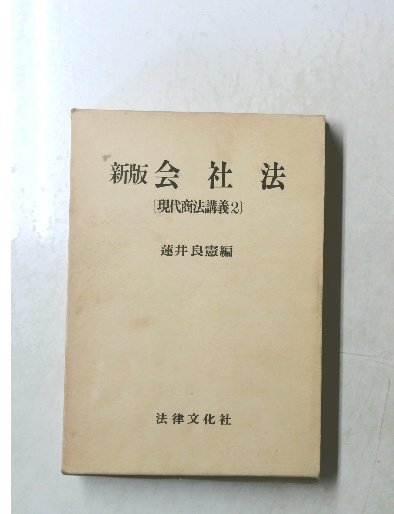 新版 会社法
〔現代商法講義2〕
蓮井良憲編
法律文化社